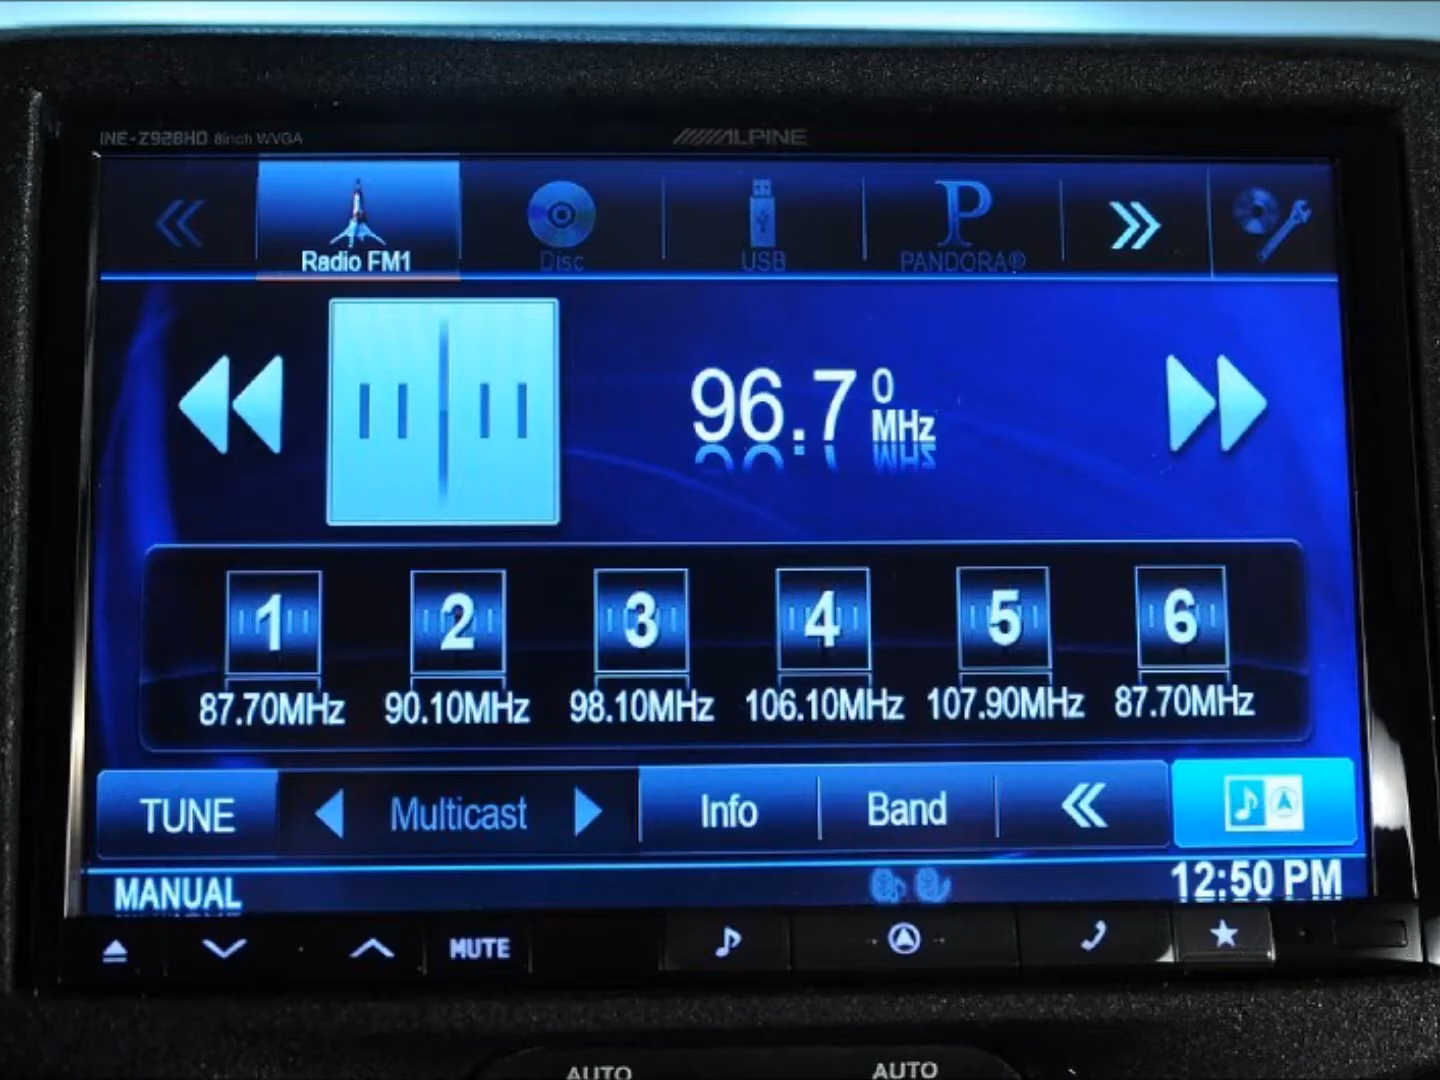 INE-Z928HD 8inch WVGA
ALPINE
Radio FM1
Disc
USB
P
PANDORA®
96.7 0 MHz
1 2 3 4 5 6
87.70MHz 90.10MHz 98.10MHz 106.10MHz 107.90MHz 87.70MHz
TUNE Multicast Info Band
MANUAL 12:50 PM
MUTE
AUTO AUTO